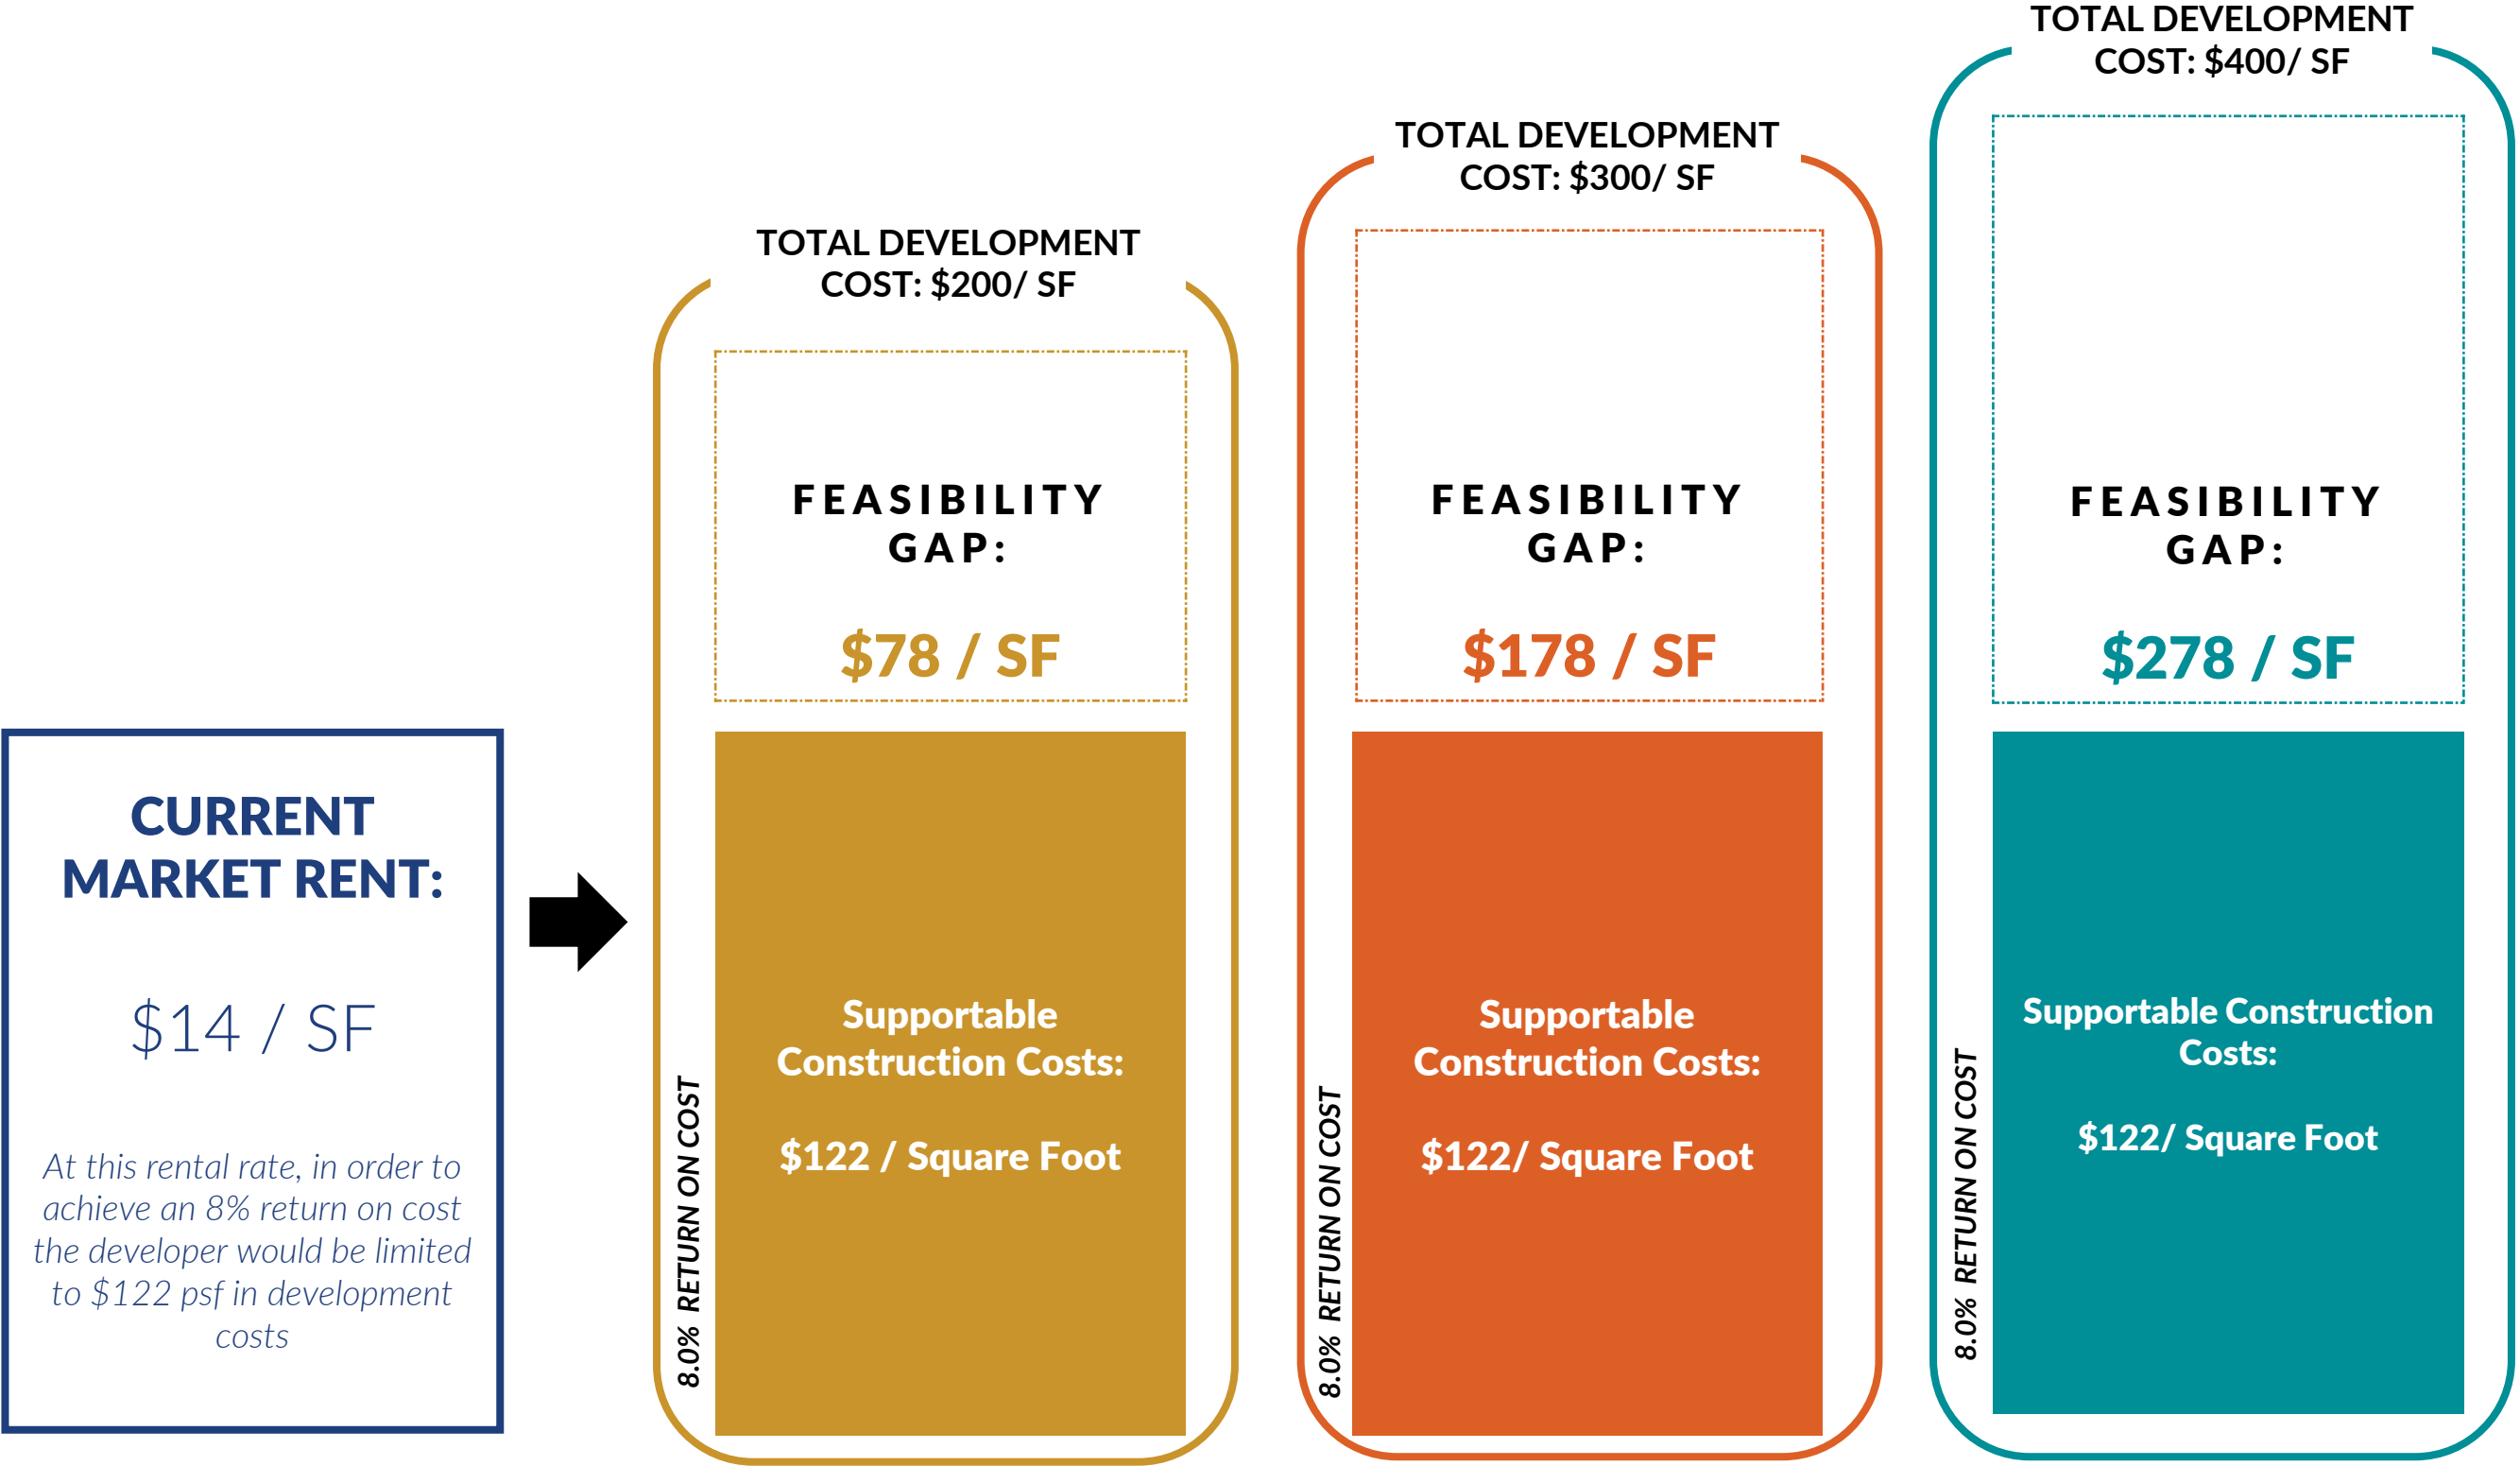 CURRENT
MARKET RENT:
$14 / SF
At this rental rate, in order to
achieve an 8% return on cost
the developer would be limited
to $122 psf in development
costs
TOTAL DEVELOPMENT
COST: $200/ SF
FEASIBILITY
GAP:
$78 / SF
8.0% RETURN ON COST
Supportable
Construction Costs:
$122 / Square Foot
TOTAL DEVELOPMENT
COST: $300/ SF
FEASIBILITY
GAP:
$178 / SF
8.0% RETURN ON COST
Supportable
Construction Costs:
$122/ Square Foot
TOTAL DEVELOPMENT
COST: $400/ SF
FEASIBILITY
GAP:
$278 / SF
8.0% RETURN ON COST
Supportable Construction
Costs:
$122/ Square Foot